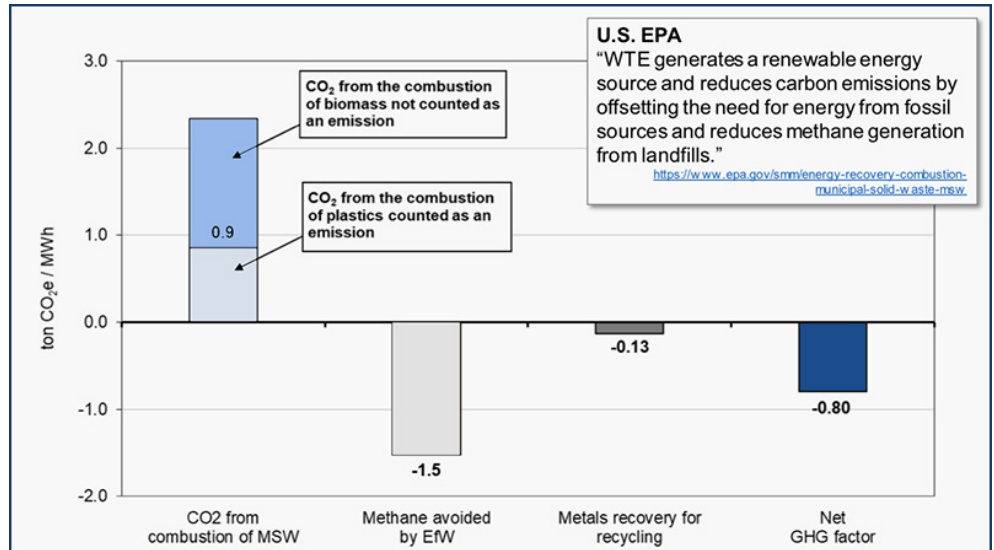 U.S. EPA
“WTE generates a renewable energy
source and reduces carbon emissions by
offsetting the need for energy from fossil
sources and reduces methane generation
from landfills.”
https://www.epa.gov/smm/energy-recovery-combustion-
municipal-solid-waste-msw
3.0
2.0
1.0
0.0
-1.0
-2.0
ton CO₂e / MWh
CO₂ from the combustion
of biomass not counted as
an emission
CO₂ from the combustion
of plastics counted as an
emission
0.9
-1.5
-0.13
-0.80
CO2 from
combustion of MSW
Methane avoided
by EfW
Metals recovery for
recycling
Net
GHG factor